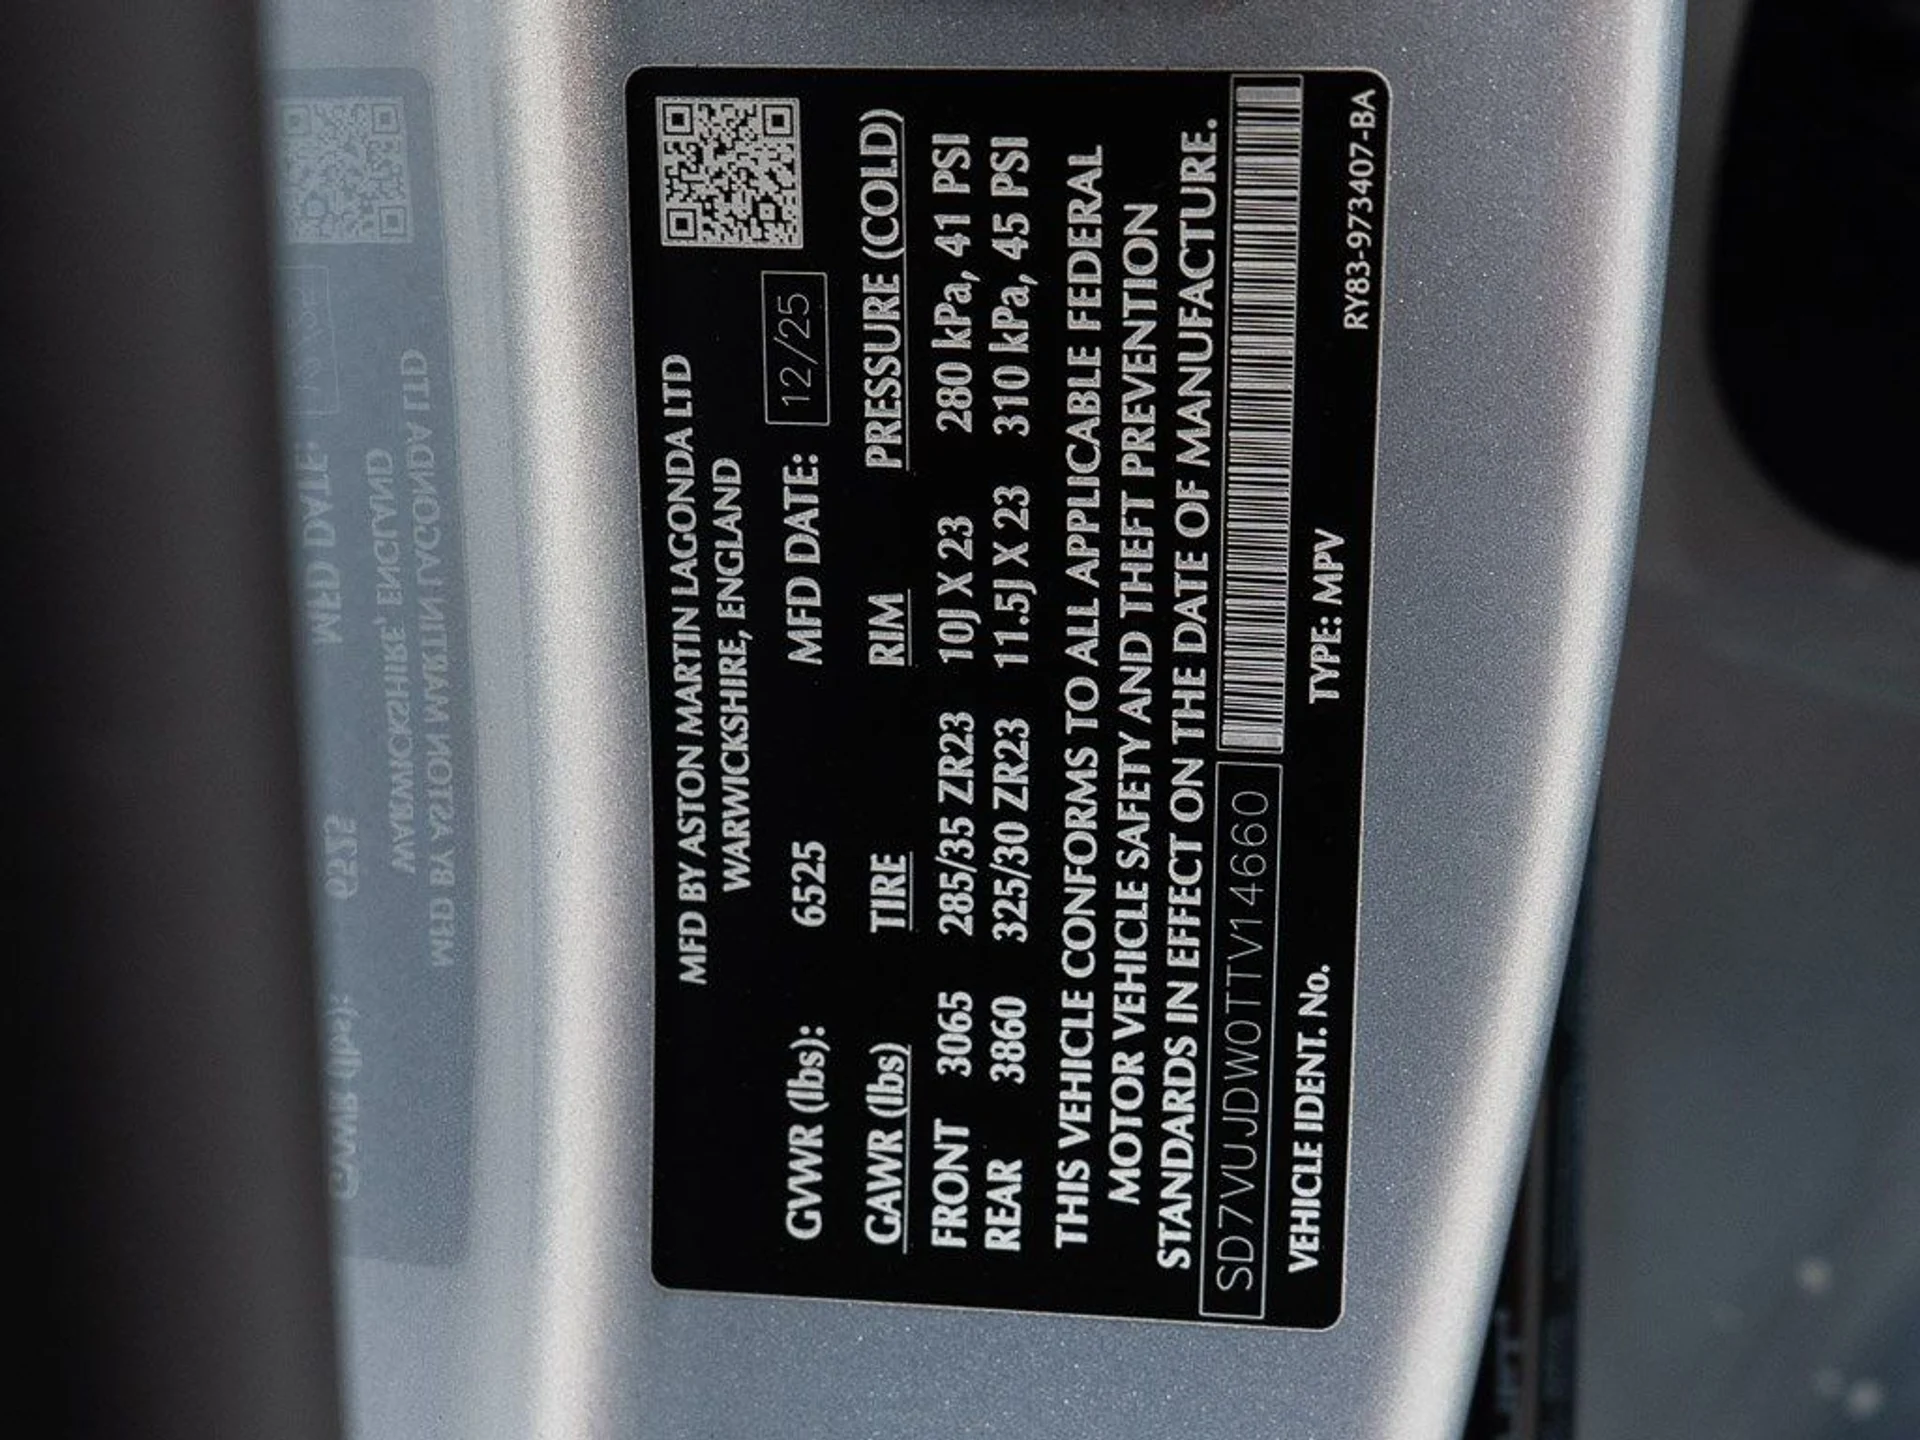 MFD BY ASTON MARTIN LAGONDA LTD
WARWICKSHIRE, ENGLAND
GVWR (lbs): 6525 MFD DATE: 12/25
GAWR (lbs) TIRE RIM PRESSURE (COLD)
FRONT 3065 285/35 ZR23 10J X 23 280 kPa, 41 PSI
REAR 3860 325/30 ZR23 11.5J X 23 310 kPa, 45 PSI
THIS VEHICLE CONFORMS TO ALL APPLICABLE FEDERAL
MOTOR VEHICLE SAFETY AND THEFT PREVENTION
STANDARDS IN EFFECT ON THE DATE OF MANUFACTURE.
SD7VUJDW0TTV14660
VEHICLE IDENT. No. TYPE: MPV
RY83-973407-BA